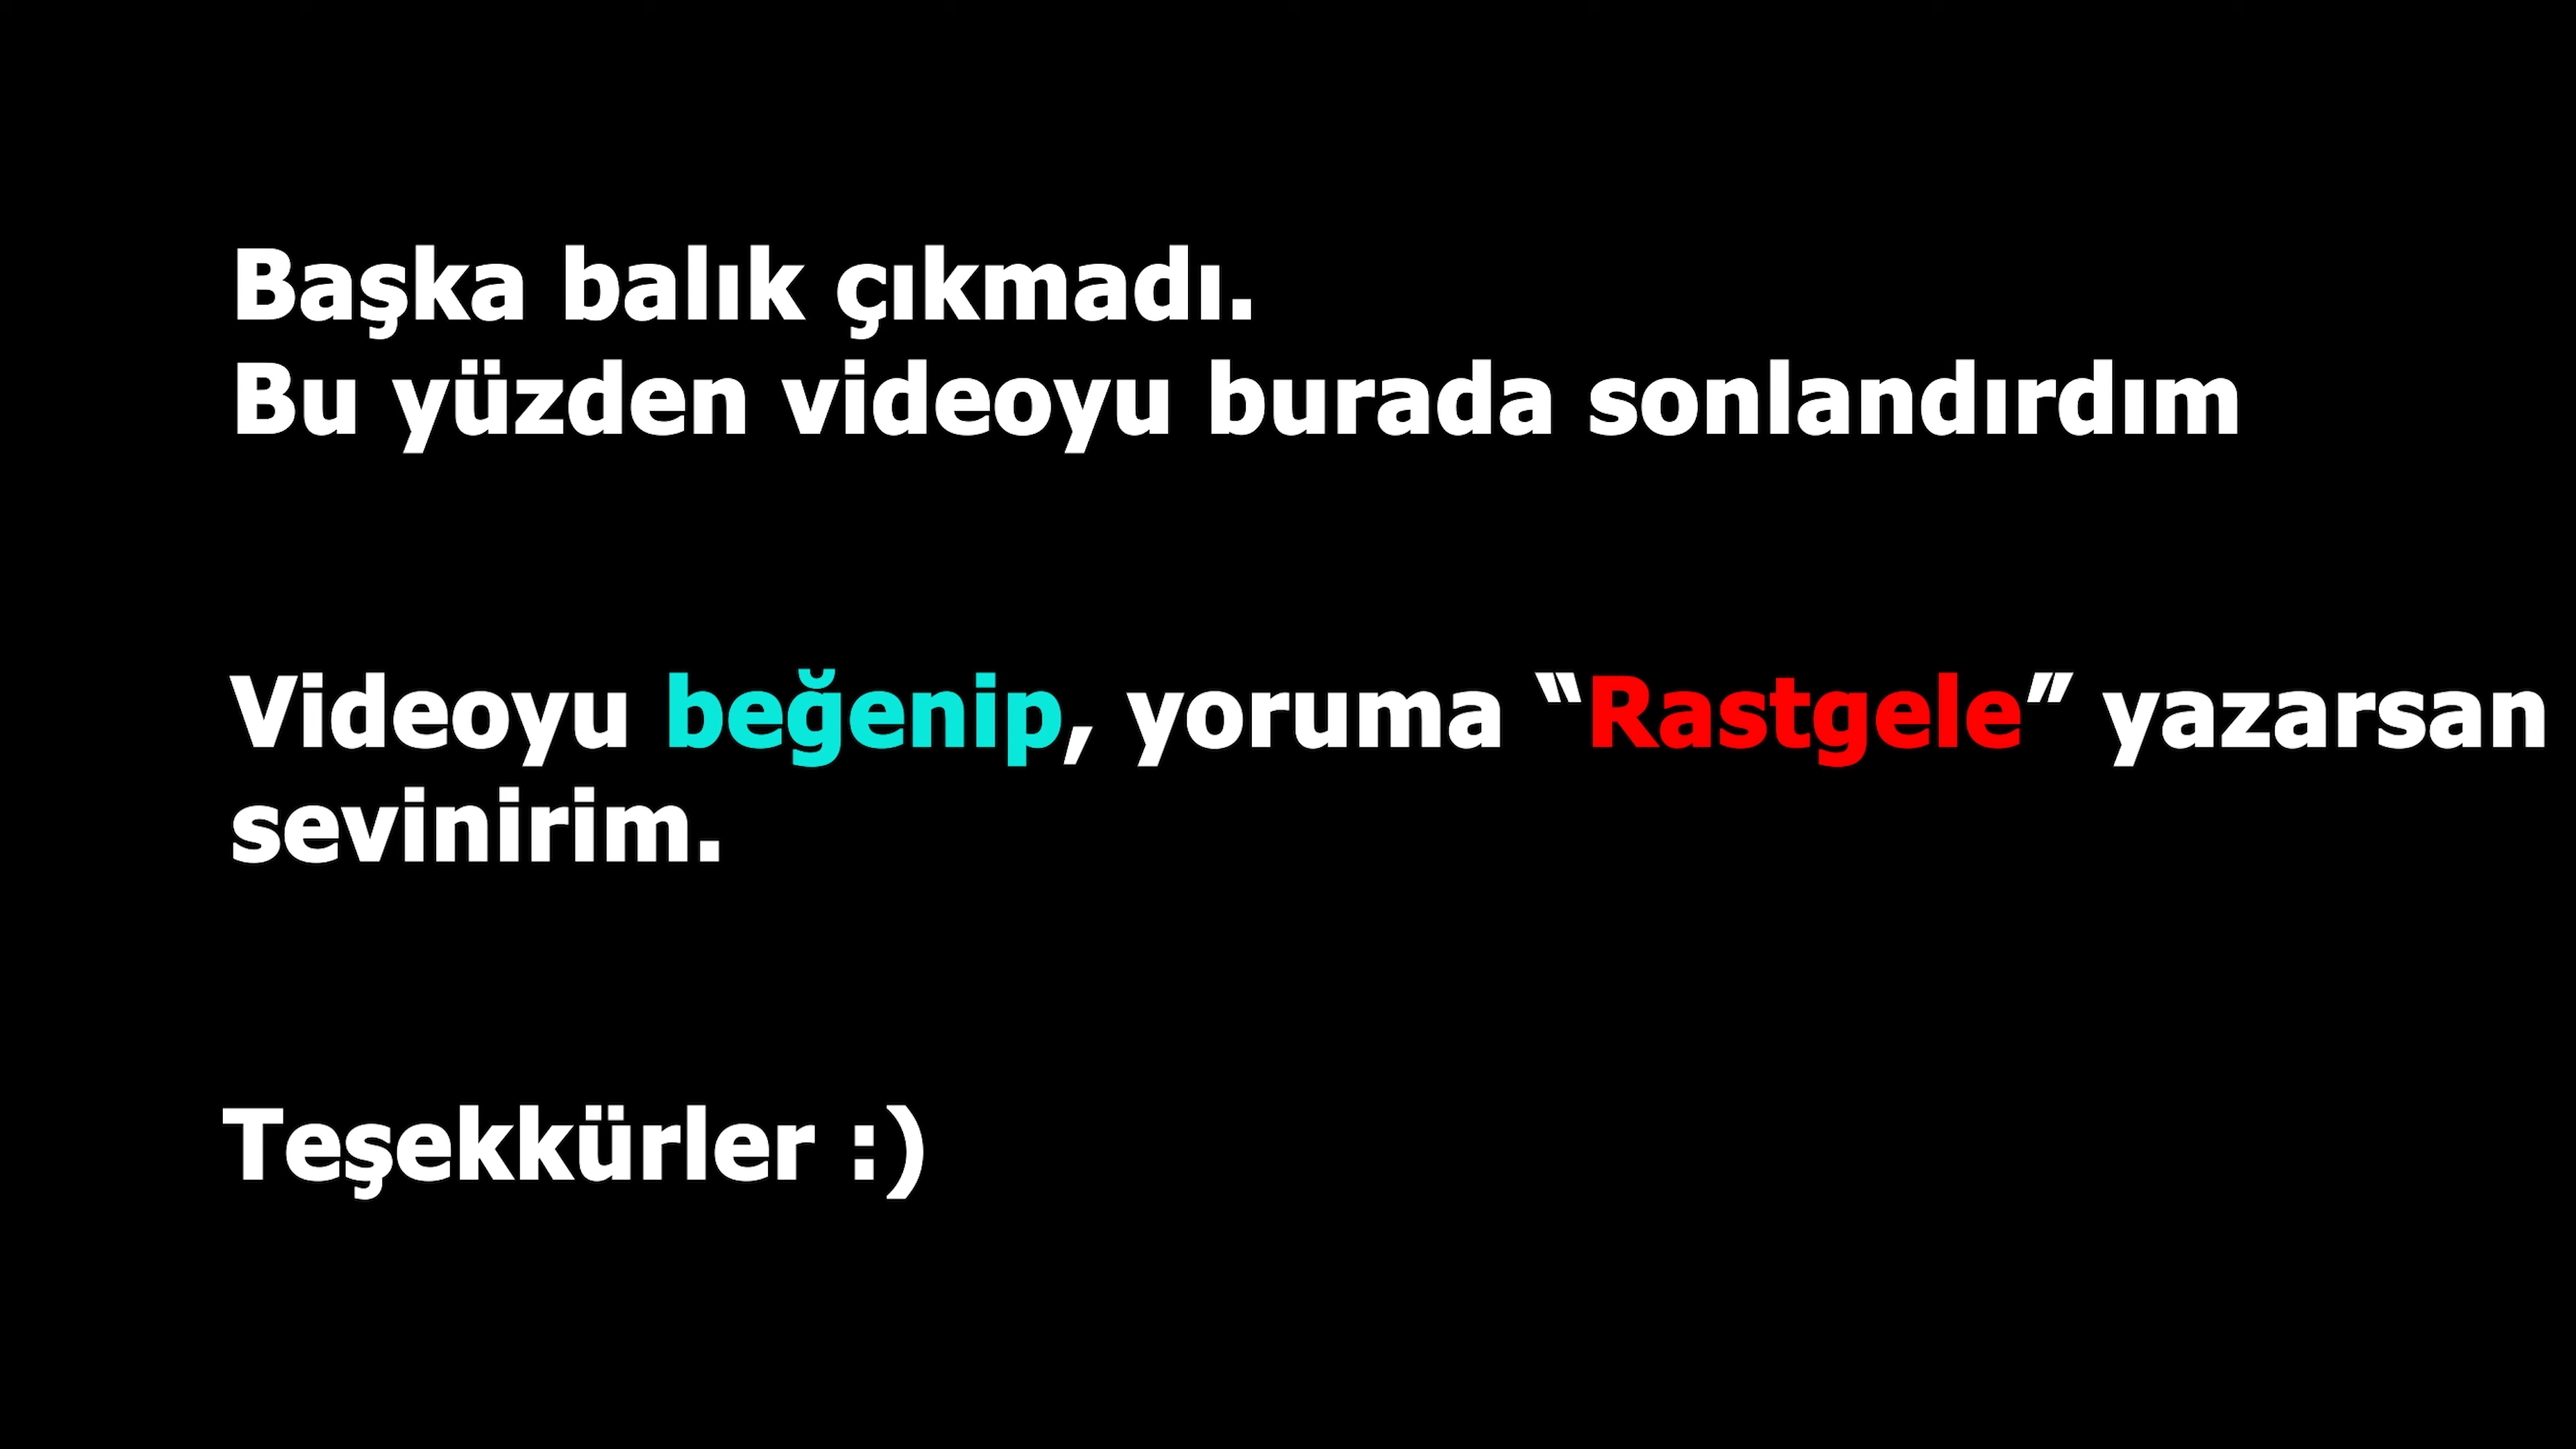 Başka balık çıkmadı.
Bu yüzden videoyu burada sonlandırdım
Videoyu beğenip, yoruma “Rastgele” yazarsan
sevinirim.
Teşekkürler :)